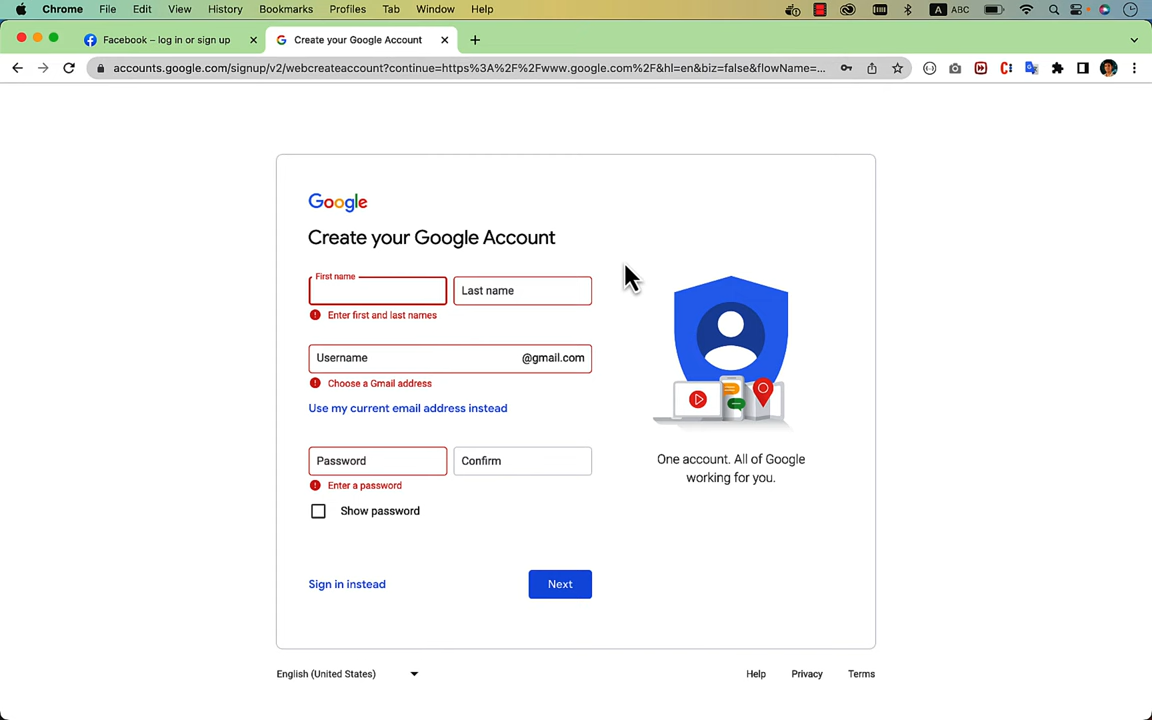 Chrome File Edit View History Bookmarks Profiles Tab Window Help A ABC
Facebook – log in or sign up
Create your Google Account
accounts.google.com/signup/v2/webcreateaccount?continue=https%3A%2F%2Fwww.google.com%2F&hl=en&biz=false&flowName=...
Google
Create your Google Account
First name
Last name
Enter first and last names
Username @gmail.com
Choose a Gmail address
Use my current email address instead
Password Confirm
Enter a password
Show password
Sign in instead
Next
One account. All of Google
working for you.
English (United States)
Help Privacy Terms